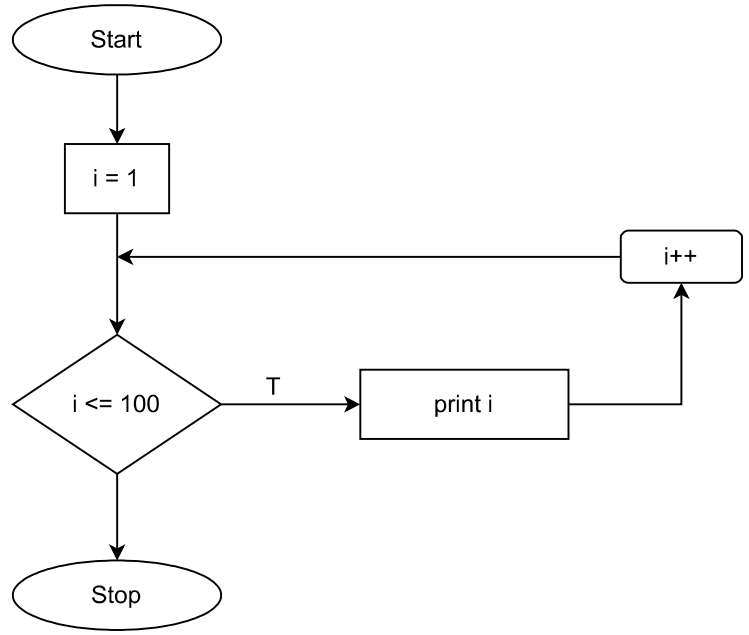 Start
i = 1
i++
i <= 100
T
print i
Stop